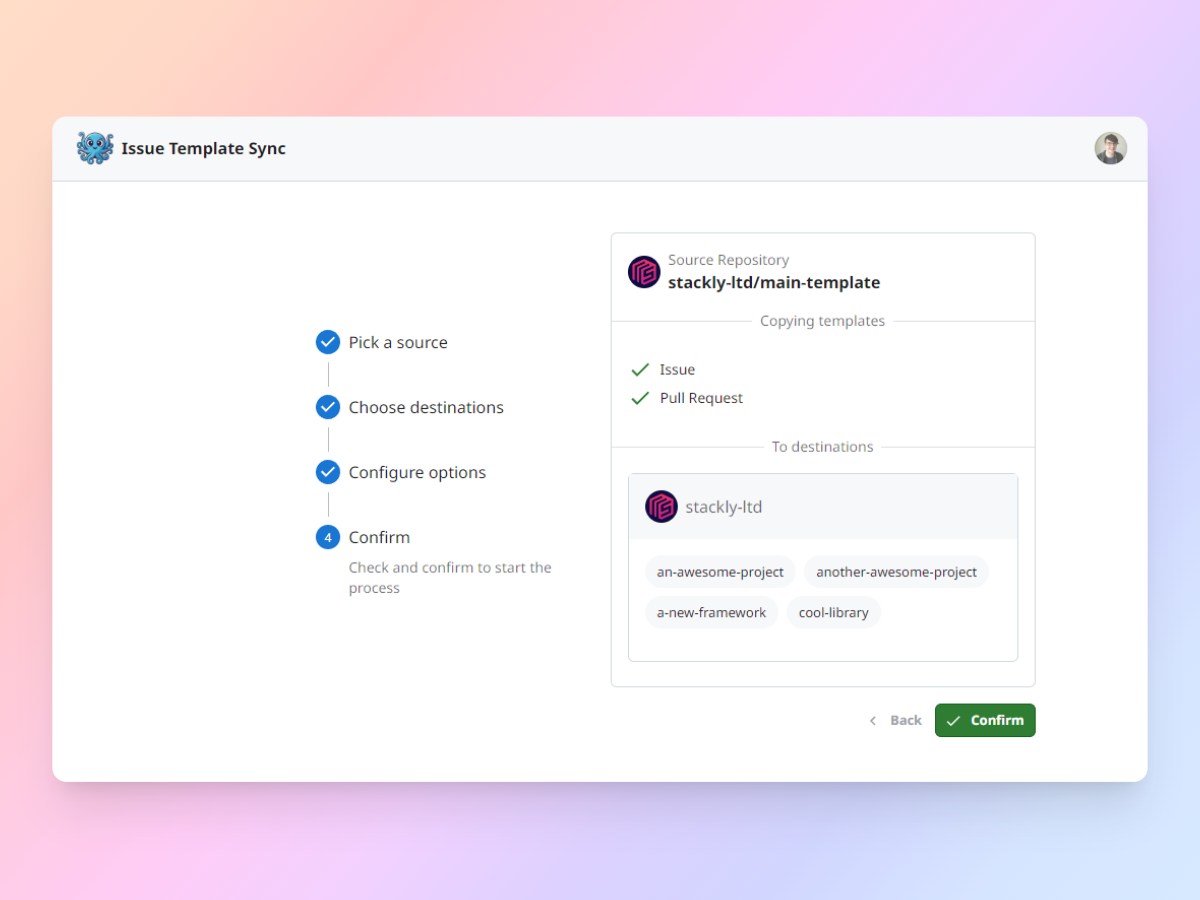 Issue Template Sync
Pick a source
Choose destinations
Configure options
4 Confirm
Check and confirm to start the
process
Source Repository
stackly-ltd/main-template
Copying templates
Issue
Pull Request
To destinations
stackly-ltd
an-awesome-project another-awesome-project
a-new-framework cool-library
Back Confirm